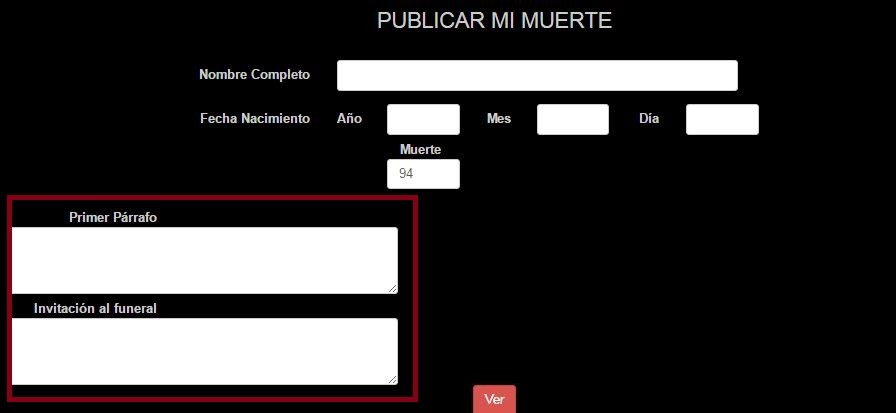 PUBLICAR MI MUERTE
Nombre Completo
Fecha Nacimiento Año Mes Día
Muerte
94
Primer Párrafo
Invitación al funeral
Ver